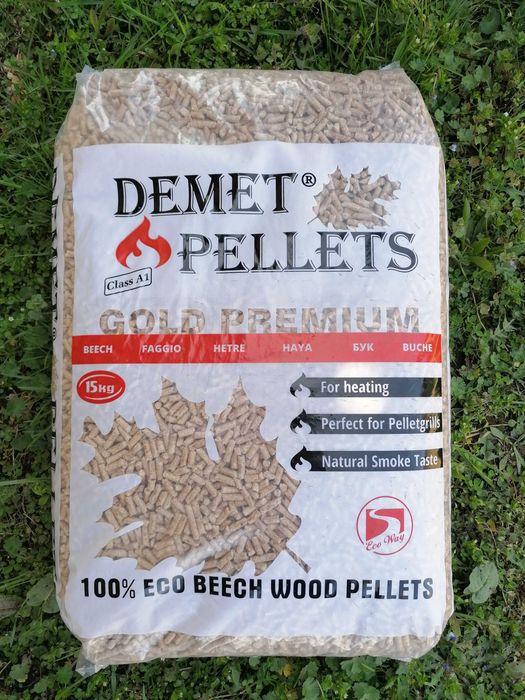 DEMET®
PELLETS
Class A1
GOLD PREMIUM
BEECH FAGGIO HETRE HAYA БУК BUCHE
15kg
For heating
Perfect for Pelletgrills
Natural Smoke Taste
Eco Way
100% ECO BEECH WOOD PELLETS